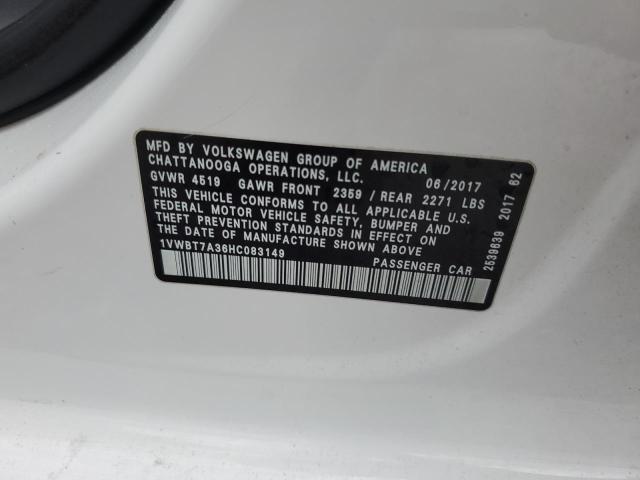 MFD BY VOLKSWAGEN GROUP OF AMERICA
CHATTANOOGA OPERATIONS, LLC.
06/2017
GVWR 4519 GAWR FRONT 2359 / REAR 2271 LBS
THIS VEHICLE CONFORMS TO ALL APPLICABLE U.S.
FEDERAL MOTOR VEHICLE SAFETY, BUMPER AND
THEFT PREVENTION STANDARDS IN EFFECT ON
THE DATE OF MANUFACTURE SHOWN ABOVE
1VWBT7A36HC083149
PASSENGER CAR
2539639 2017 62